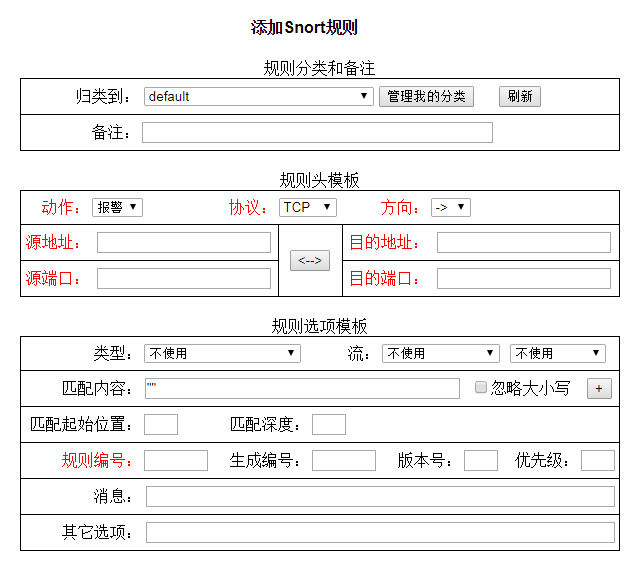 添加Snort规则
规则分类和备注
归类到： default 管理我的分类 刷新
备注：
规则头模板
动作： 报警 协议： TCP 方向： ->
源地址： <--> 目的地址：
源端口： 目的端口：
规则选项模板
类型： 不使用 流： 不使用 不使用
匹配内容： "" 忽略大小写 +
匹配起始位置： 匹配深度：
规则编号： 生成编号： 版本号： 优先级：
消息：
其它选项：